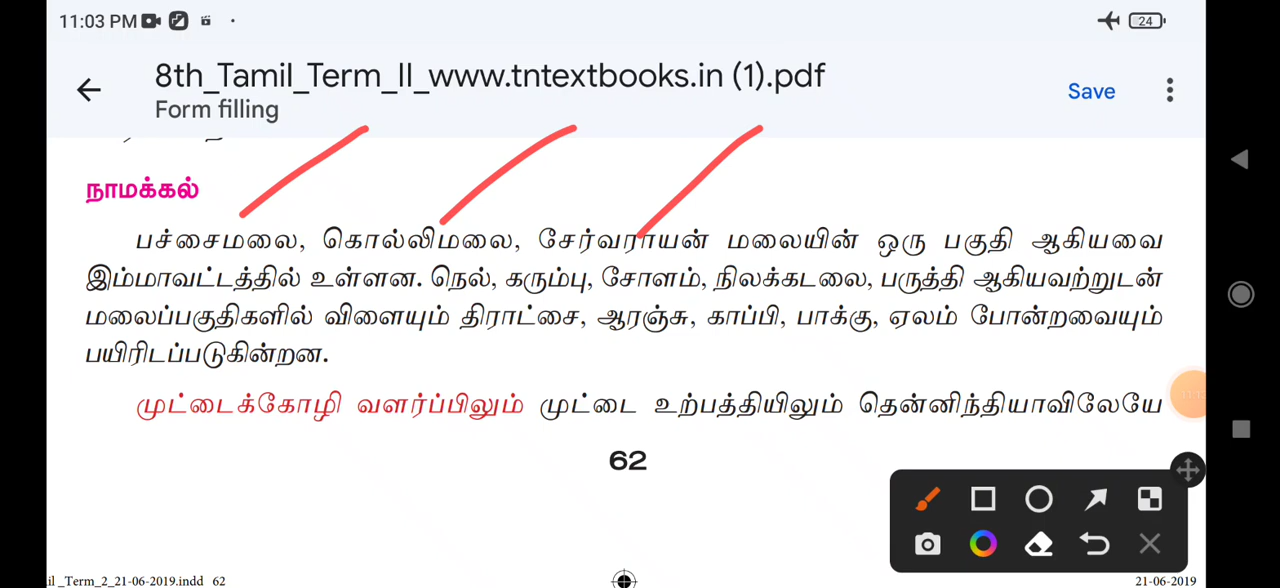 11:03 PM
24
8th_Tamil_Term_II_www.tntextbooks.in (1).pdf
Form filling
Save
நாமக்கல்
பச்சைமலை, கொல்லிமலை, சேர்வராயன் மலையின் ஒரு பகுதி ஆகியவை
இம்மாவட்டத்தில் உள்ளன. நெல், கரும்பு, சோளம், நிலக்கடலை, பருத்தி ஆகியவற்றுடன்
மலைப்பகுதிகளில் விளையும் திராட்சை, ஆரஞ்சு, காப்பி, பாக்கு, ஏலம் போன்றவையும்
பயிரிடப்படுகின்றன.
முட்டைக்கோழி வளர்ப்பிலும் முட்டை உற்பத்தியிலும் தென்னிந்தியாவிலேயே
62
il _Term_2_21-06-2019.indd 62
21-06-2019